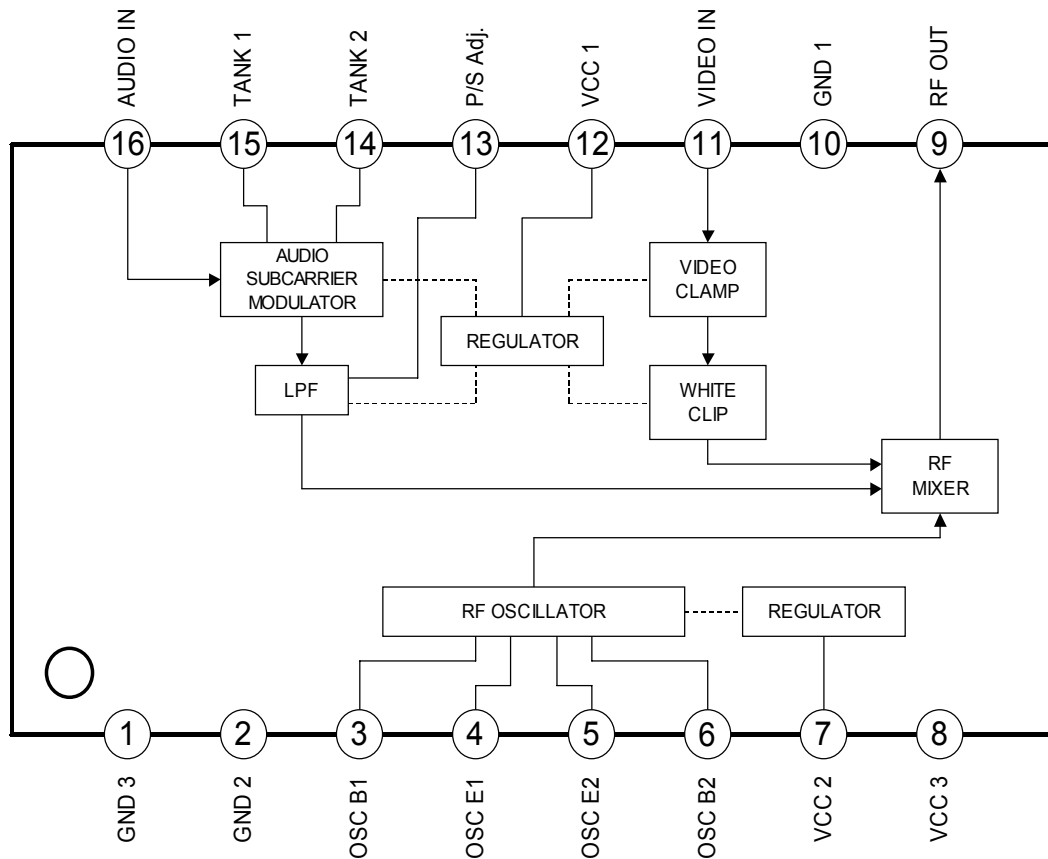 AUDIO IN
TANK 1
TANK 2
P/S Adj.
VCC 1
VIDEO IN
GND 1
RF OUT
16
15
14
13
12
11
10
9
AUDIO
SUBCARRIER
MODULATOR
VIDEO
CLAMP
REGULATOR
LPF
WHITE
CLIP
RF
MIXER
RF OSCILLATOR
REGULATOR
1
2
3
4
5
6
7
8
GND 3
GND 2
OSC B1
OSC E1
OSC E2
OSC B2
VCC 2
VCC 3